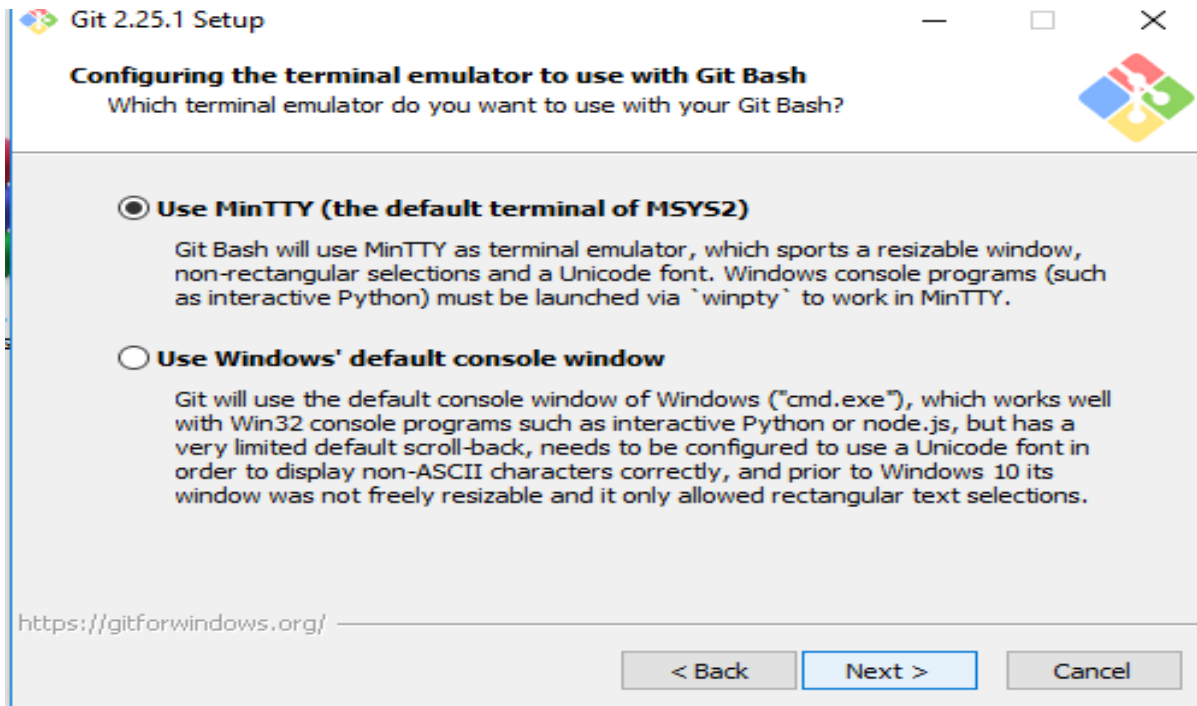 Git 2.25.1 Setup
Configuring the terminal emulator to use with Git Bash
Which terminal emulator do you want to use with your Git Bash?
Use MinTTY (the default terminal of MSYS2)
Git Bash will use MinTTY as terminal emulator, which sports a resizable window,
non-rectangular selections and a Unicode font. Windows console programs (such
as interactive Python) must be launched via `winpty` to work in MinTTY.
Use Windows' default console window
Git will use the default console window of Windows ("cmd.exe"), which works well
with Win32 console programs such as interactive Python or node.js, but has a
very limited default scroll-back, needs to be configured to use a Unicode font in
order to display non-ASCII characters correctly, and prior to Windows 10 its
window was not freely resizable and it only allowed rectangular text selections.
https://gitforwindows.org/
< Back Next > Cancel